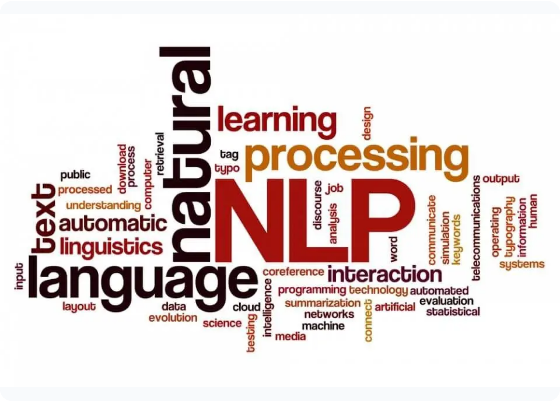 natural
learning
design
processing
tag
typo
NLP
public
download
process
computer
retrieval
processed
understanding
text
automatic
linguistics
discourse
job
analysis
word
communicate
simulation
keywords
telecommunications
output
operating
typography
information
human
systems
input
language
coreference
interaction
layout
data
evolution
cloud
science
testing
intelligence
programming
technology
automated
summarization
networks
machine
media
connect
artificial
evaluation
statistical